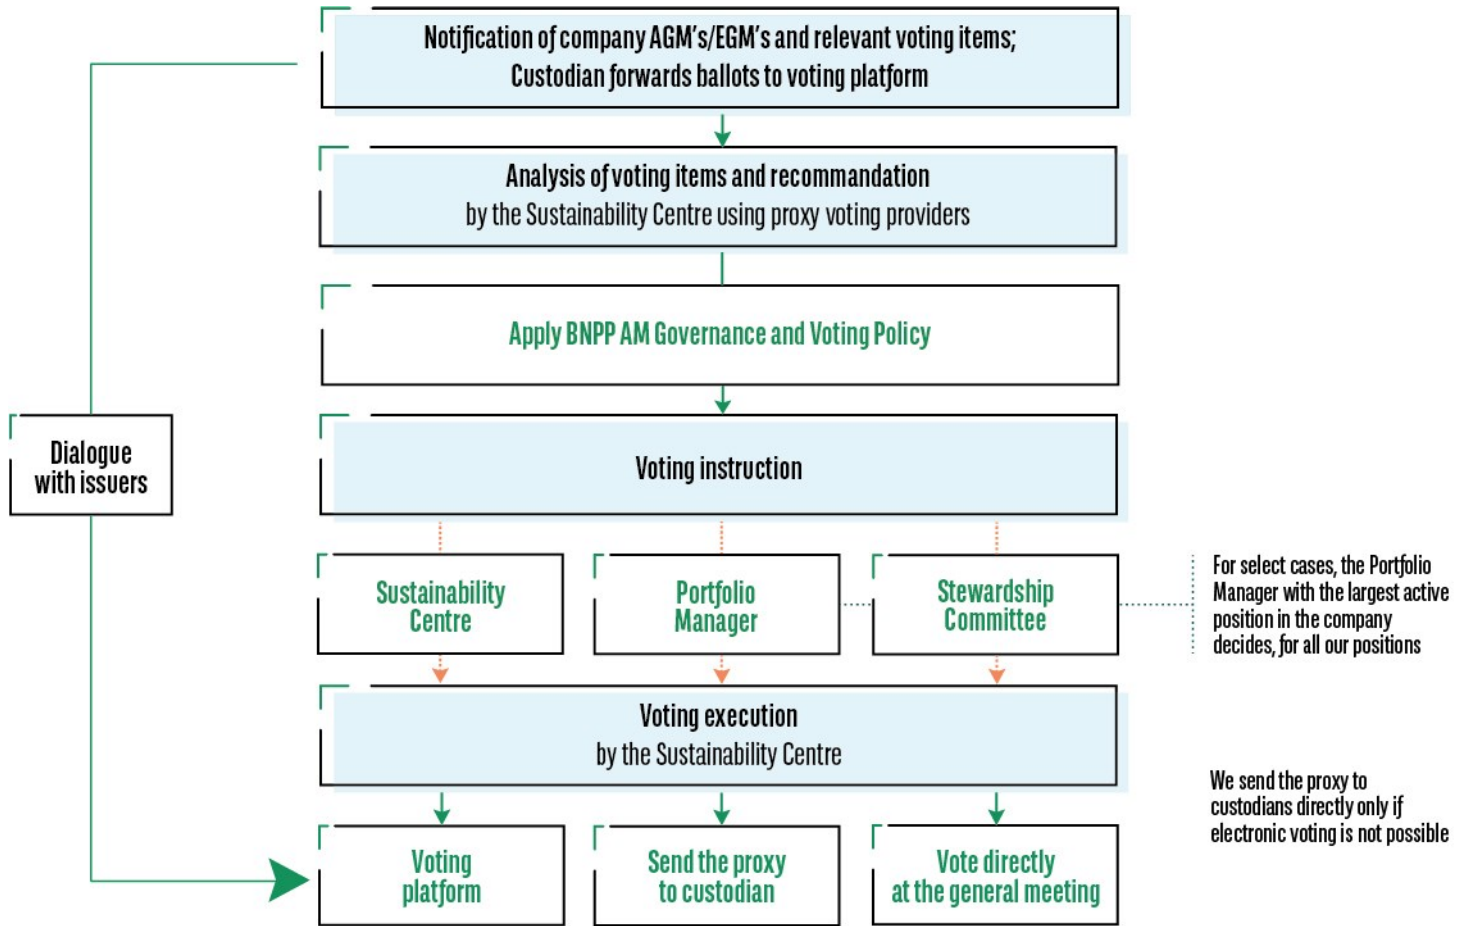 Notification of company AGM's/EGM's and relevant voting items;
Custodian forwards ballots to voting platform
Analysis of voting items and recommandation
by the Sustainability Centre using proxy voting providers
Apply BNPP AM Governance and Voting Policy
Dialogue
with issuers
Voting instruction
Sustainability
Centre
Portfolio
Manager
Stewardship
Committee
For select cases, the Portfolio
Manager with the largest active
position in the company
decides, for all our positions
Voting execution
by the Sustainability Centre
We send the proxy to
custodians directly only if
electronic voting is not possible
Voting
platform
Send the proxy
to custodian
Vote directly
at the general meeting